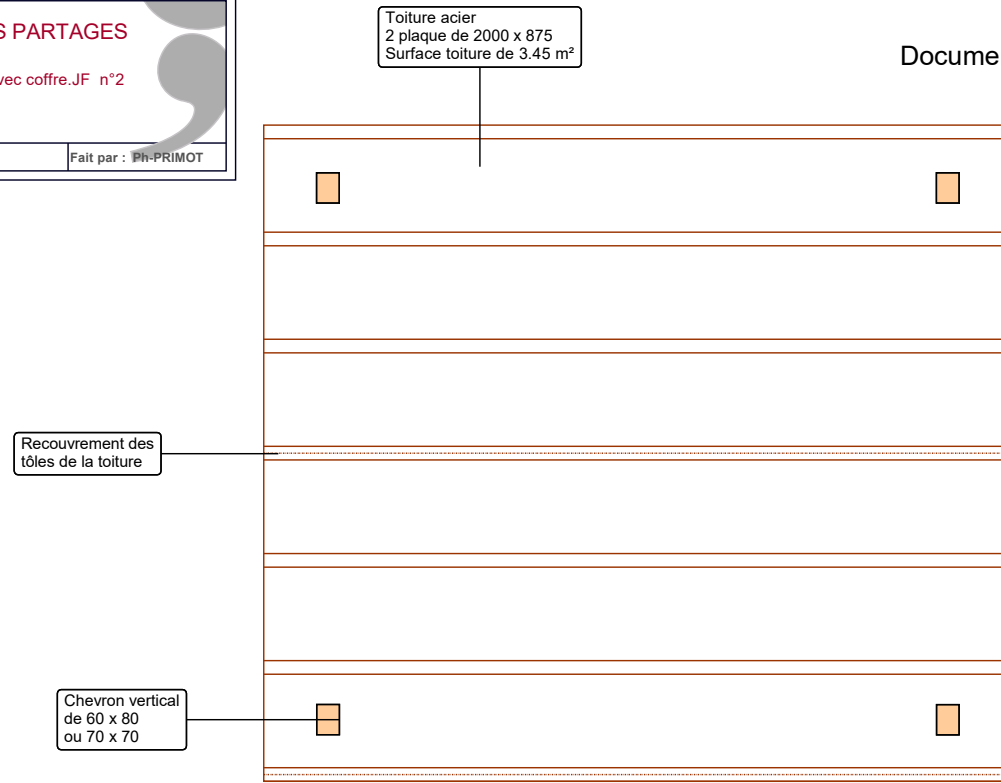 S PARTAGES
vec coffre.JF n°2
Fait par : Ph-PRIMOT
Toiture acier
2 plaque de 2000 x 875
Surface toiture de 3.45 m²
Docume
Recouvrement des
tôles de la toiture
Chevron vertical
de 60 x 80
ou 70 x 70